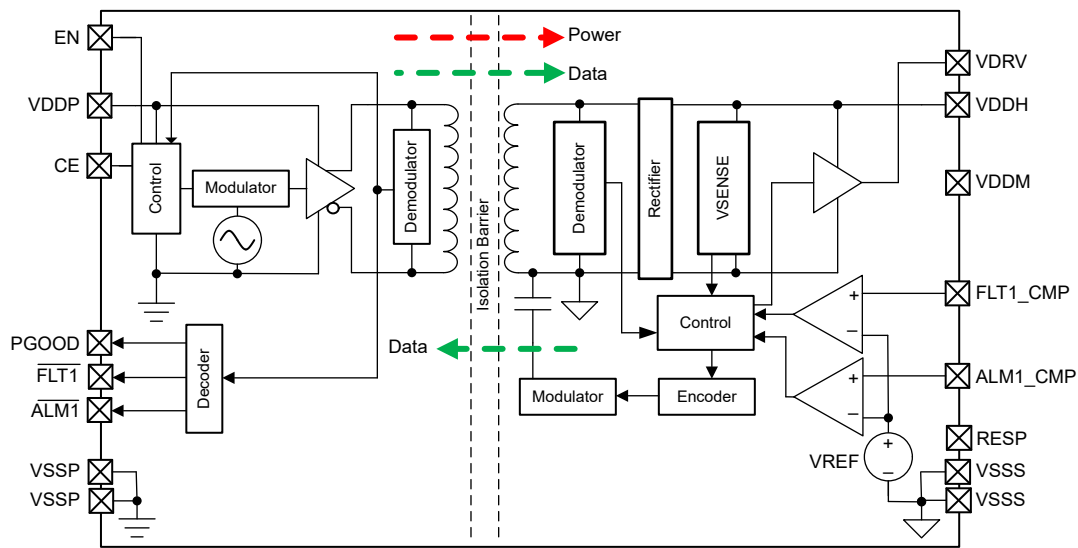 EN
VDDP
CE
Control
Modulator
Demodulator
Power
Data
Isolation Barrier
Demodulator
Rectifier
VSENSE
VDRV
VDDH
VDDM
PGOOD
FLT1
ALM1
Decoder
Data
Control
Modulator
Encoder
+
−
+
−
FLT1_CMP
ALM1_CMP
VREF
+
−
RESP
VSSP
VSSP
VSSS
VSSS